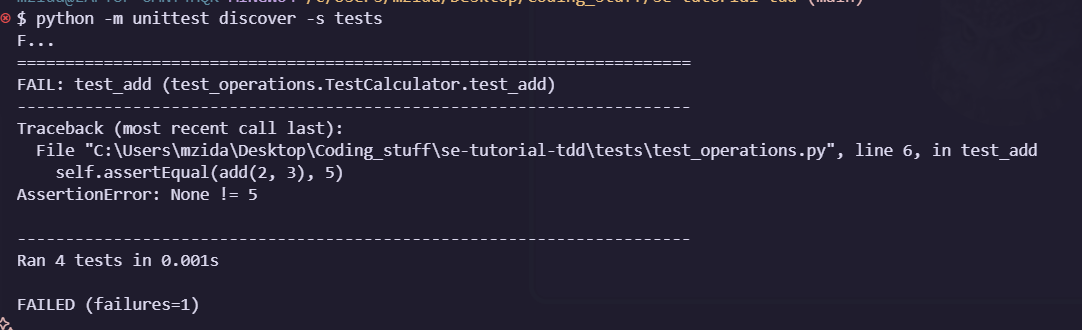 $ python -m unittest discover -s tests
F...
======================================================================
FAIL: test_add (test_operations.TestCalculator.test_add)
----------------------------------------------------------------------
Traceback (most recent call last):
  File "C:\Users\mzida\Desktop\Coding_stuff\se-tutorial-tdd\tests\test_operations.py", line 6, in test_add
    self.assertEqual(add(2, 3), 5)
AssertionError: None != 5

----------------------------------------------------------------------
Ran 4 tests in 0.001s

FAILED (failures=1)